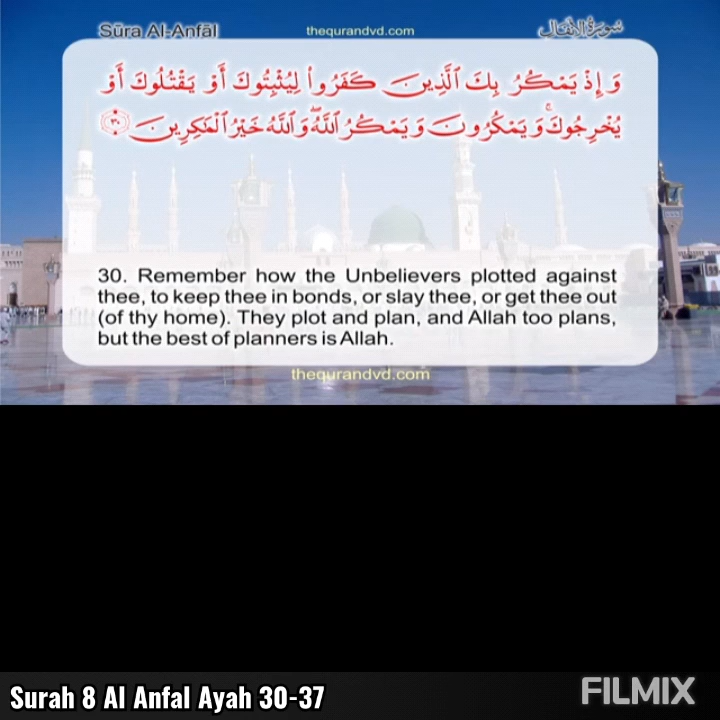 Sūra Al-Anfāl thequrandvd.com سورة الأنفال
وَإِذْ يَمْكُرُ بِكَ ٱلَّذِينَ كَفَرُوا۟ لِيُثْبِتُوكَ أَوْ يَقْتُلُوكَ أَوْ
يُخْرِجُوكَ ۚ وَيَمْكُرُونَ وَيَمْكُرُ ٱللَّهُ ۖ وَٱللَّهُ خَيْرُ ٱلْمَـٰكِرِينَ ٣٠
30. Remember how the Unbelievers plotted against
thee, to keep thee in bonds, or slay thee, or get thee out
(of thy home). They plot and plan, and Allah too plans,
but the best of planners is Allah.
thequrandvd.com
Surah 8 Al Anfal Ayah 30-37
FILMIX